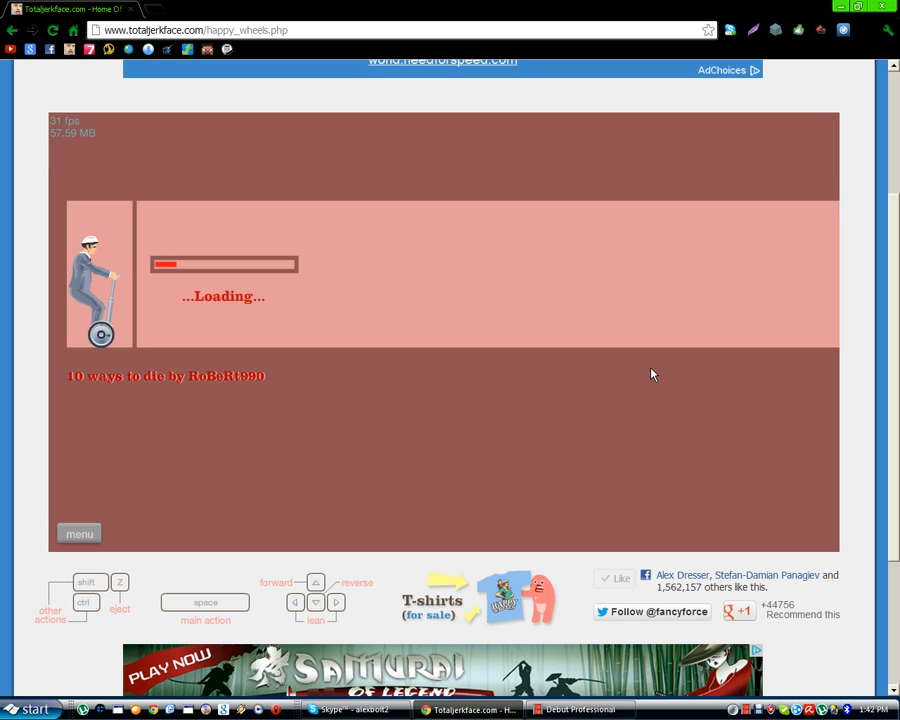 Totaljerkface.com - Home Of
www.totaljerkface.com/happy_wheels.php
world.needforspeed.com
AdChoices
31 fps
57.59 MB
...Loading...
10 ways to die by RoBeRt990
menu
shift
Z
ctrl
other
actions
eject
space
main action
forward
reverse
lean
T-shirts
(for sale)
HAPPY
Like
Alex Dresser, Stefan-Damian Panagiev and
1,562,157 others like this.
Follow @fancyforce
g +1
+44756
Recommend this
PLAY NOW
SAMURAI
OF LEGEND
start
Skype™ - alexbolt2
Totaljerkface.com - H...
Debut Professional
1:42 PM